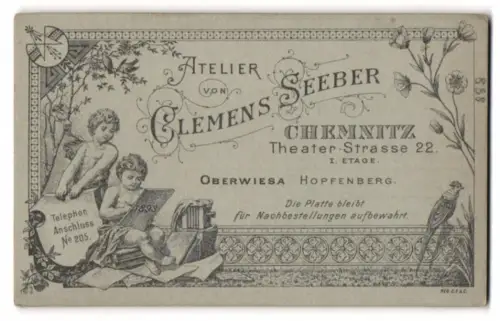 ATELIER
VON
CLEMENS SEEBER
CHEMNITZ
Theater-Strasse 22.
I. ETAGE.
OBERWIESA HOPFENBERG.
Die Platte bleibt
für Nachbestellungen aufbewahrt.
Telephon
Anschluss
No 205.
1893